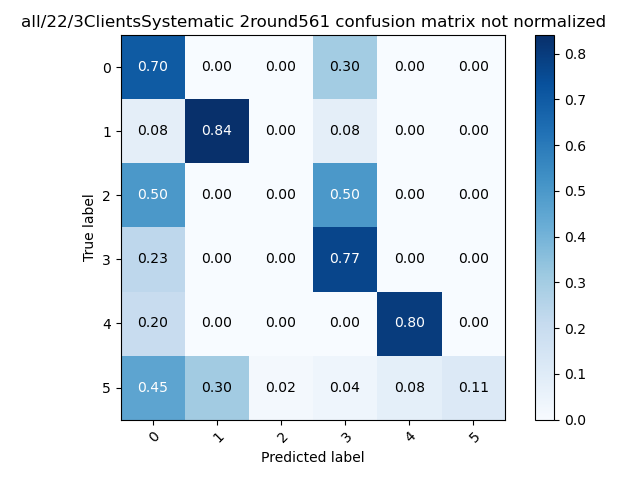 all/22/3ClientsSystematic 2round561 confusion matrix not normalized
0 0.70 0.00 0.00 0.30 0.00 0.00
1 0.08 0.84 0.00 0.08 0.00 0.00
2 0.50 0.00 0.00 0.50 0.00 0.00
3 0.23 0.00 0.00 0.77 0.00 0.00
4 0.20 0.00 0.00 0.00 0.80 0.00
5 0.45 0.30 0.02 0.04 0.08 0.11
0 1 2 3 4 5
True label
Predicted label
0.8
0.7
0.6
0.5
0.4
0.3
0.2
0.1
0.0